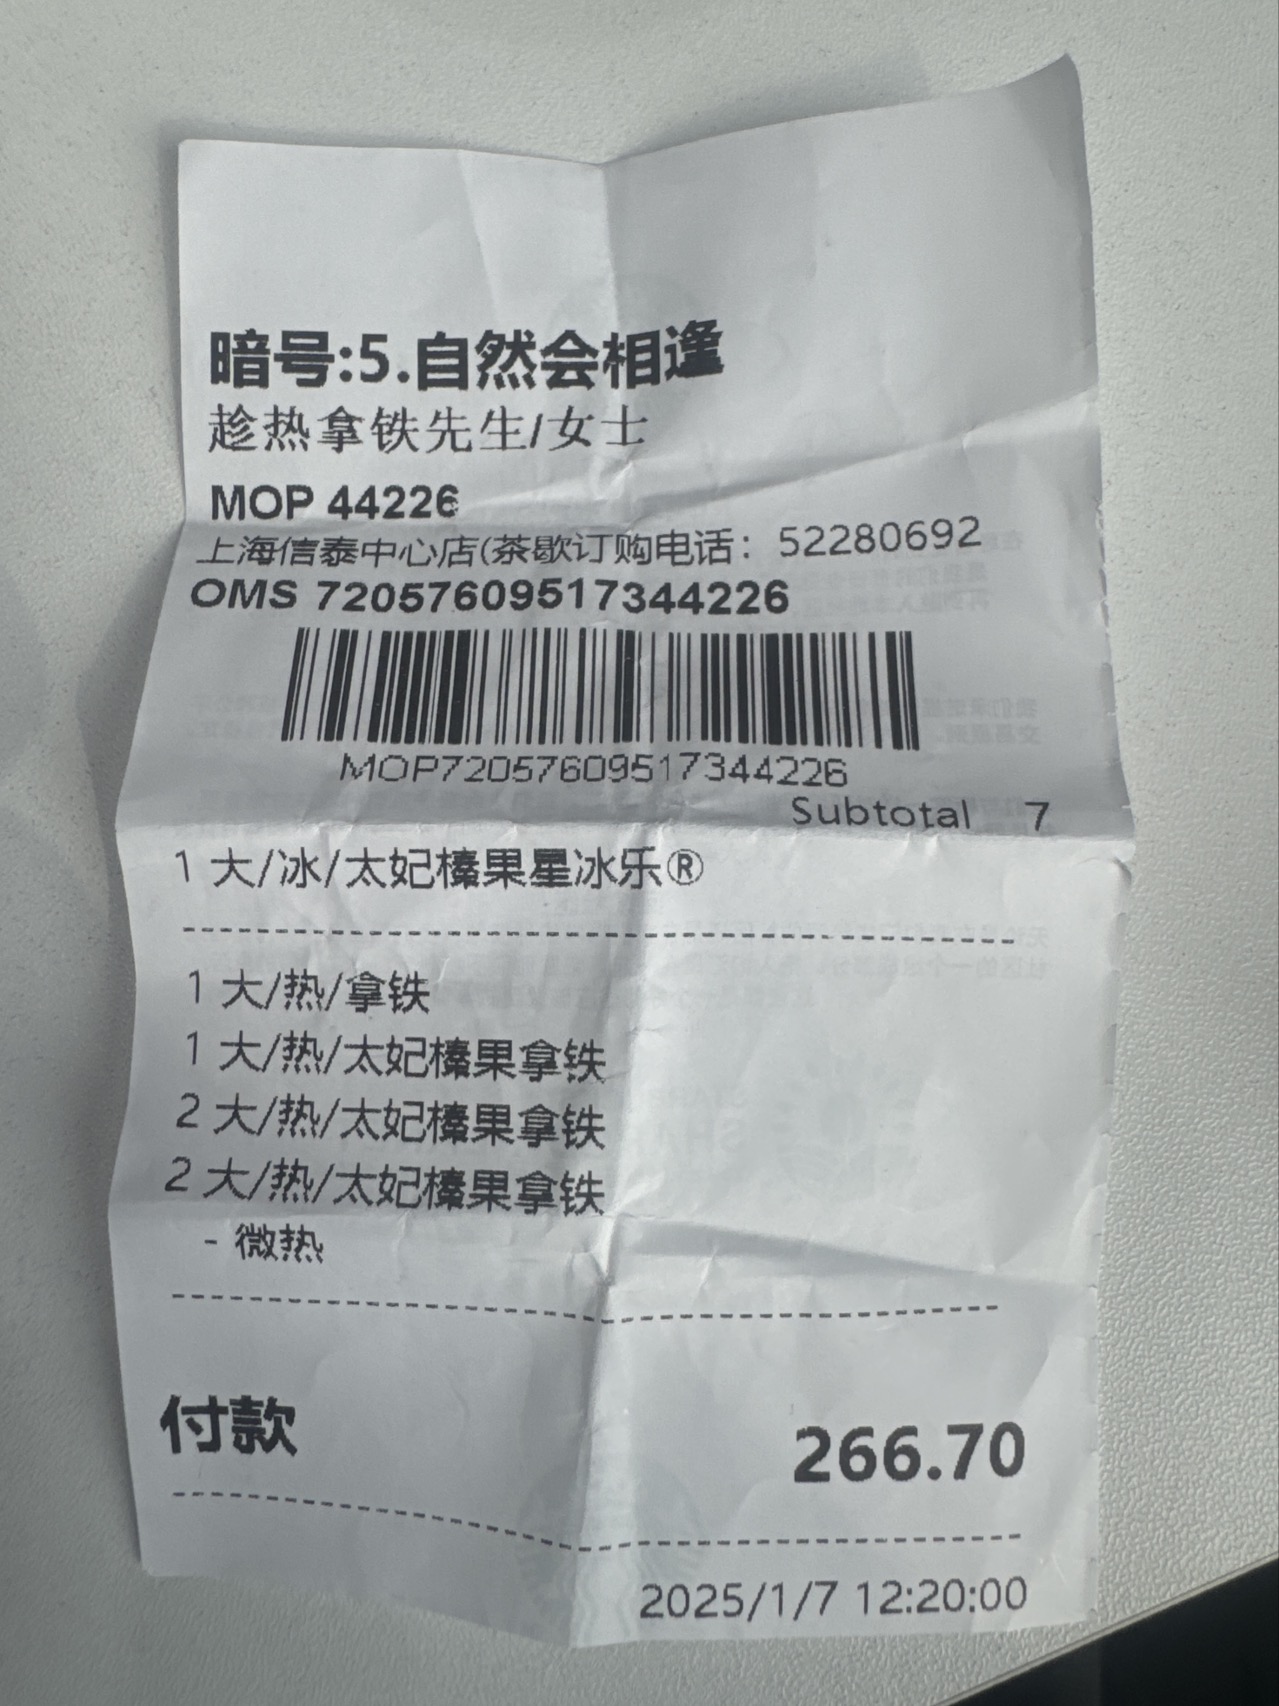 暗号:5.自然会相逢
趁热拿铁先生/女士
MOP 44226
上海信泰中心店(茶歇订购电话：52280692
OMS 72057609517344226
MOP72057609517344226
Subtotal 7
1 大/冰/太妃榛果星冰乐®
1 大/热/拿铁
1 大/热/太妃榛果拿铁
2 大/热/太妃榛果拿铁
2 大/热/太妃榛果拿铁
- 微热
付款 266.70
2025/1/7 12:20:00